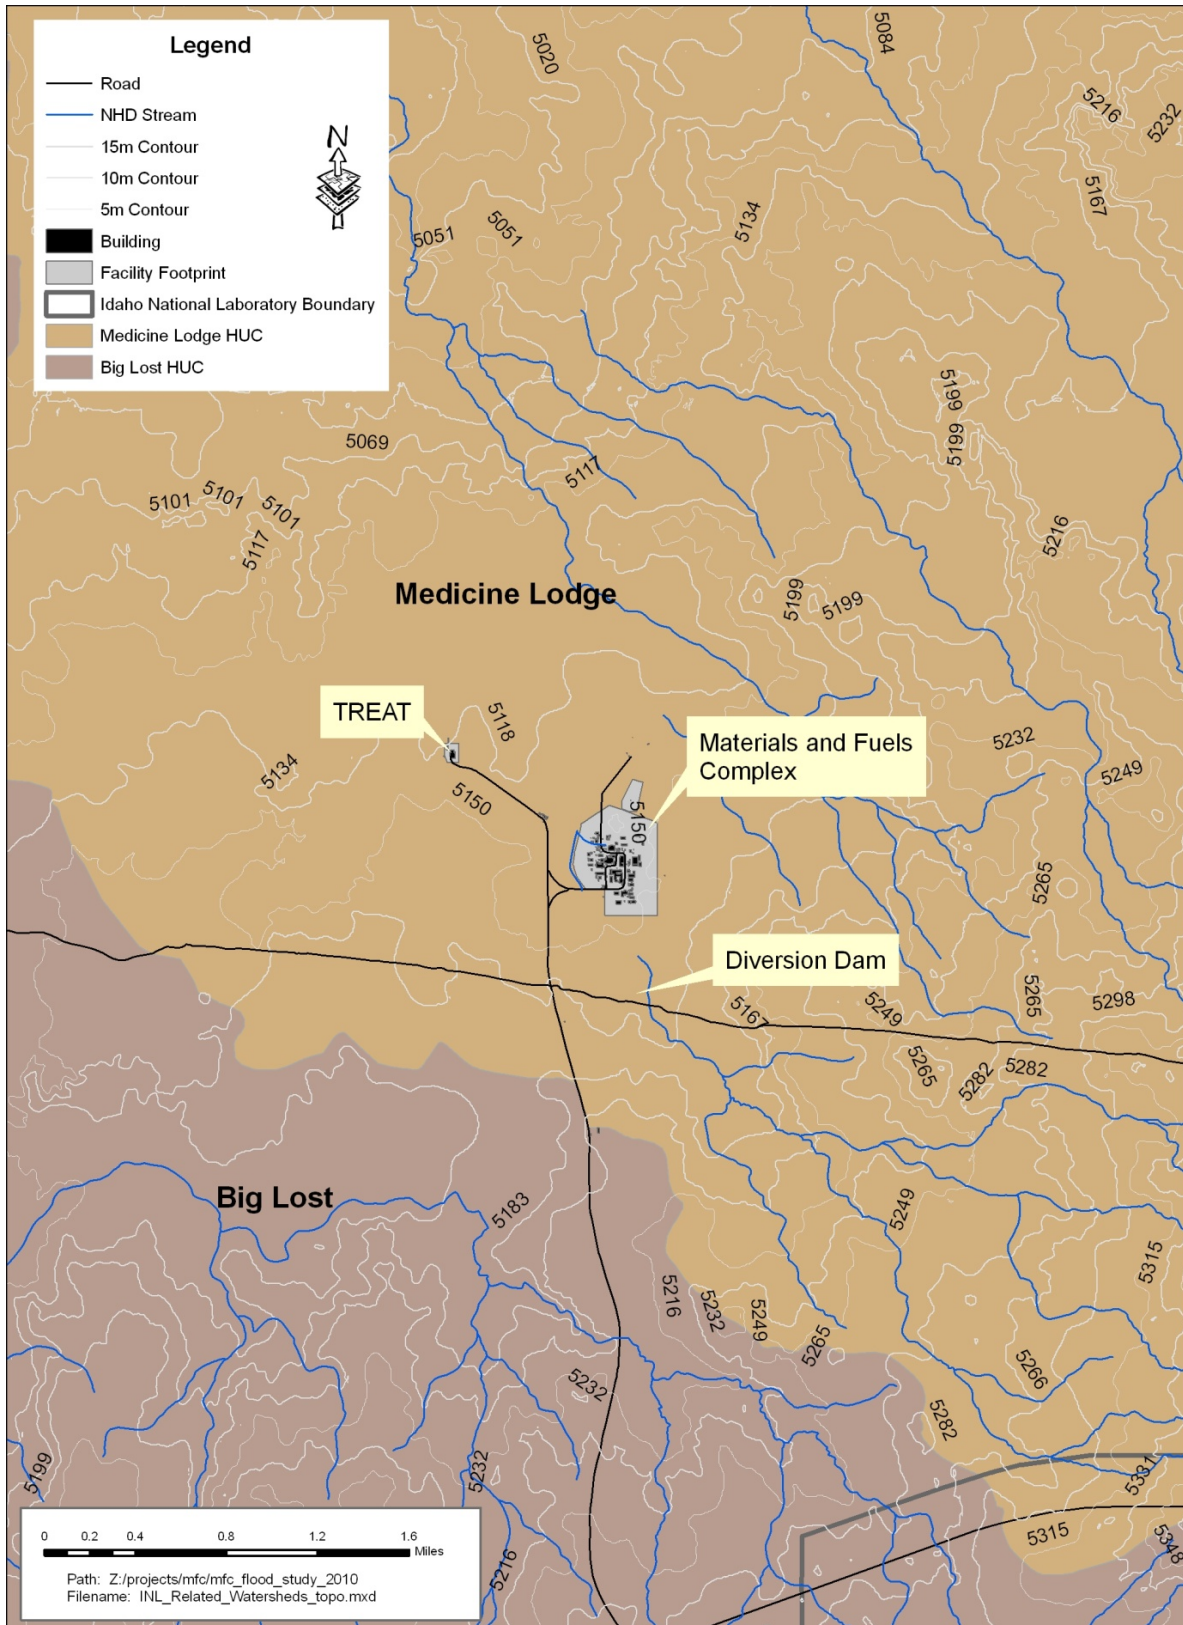 Legend
Road
NHD Stream
15m Contour
10m Contour
5m Contour
Building
Facility Footprint
Idaho National Laboratory Boundary
Medicine Lodge HUC
Big Lost HUC
N
5020
5084
5216
5232
5167
5051
5051
5134
5199
5199
5069
5117
5101
5101
5101
5117
5216
Medicine Lodge
5199
5199
TREAT
5118
Materials and Fuels
Complex
5232
5249
5134
5150
5150
5265
Diversion Dam
5167
5249
5265
5298
5265
5282
5282
Big Lost
5183
5249
5315
5216
5232
5249
5265
5266
5232
5282
5199
5232
5331
5315
5348
5216
0 0.2 0.4 0.8 1.2 1.6
Miles
Path: Z:/projects/mfc/mfc_flood_study_2010
Filename: INL_Related_Watersheds_topo.mxd